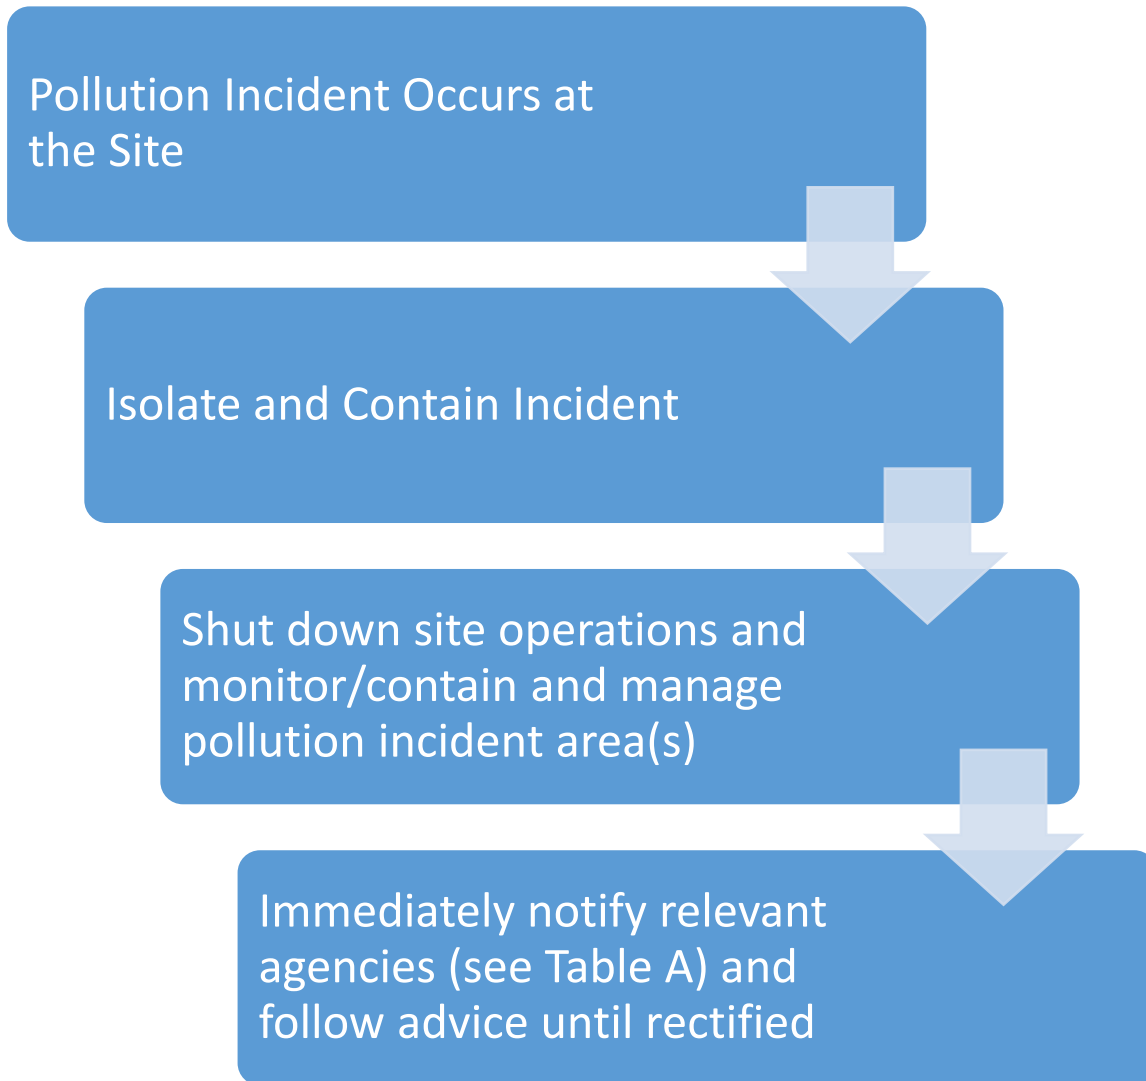 Pollution Incident Occurs at
the Site
Isolate and Contain Incident
Shut down site operations and
monitor/contain and manage
pollution incident area(s)
Immediately notify relevant
agencies (see Table A) and
follow advice until rectified